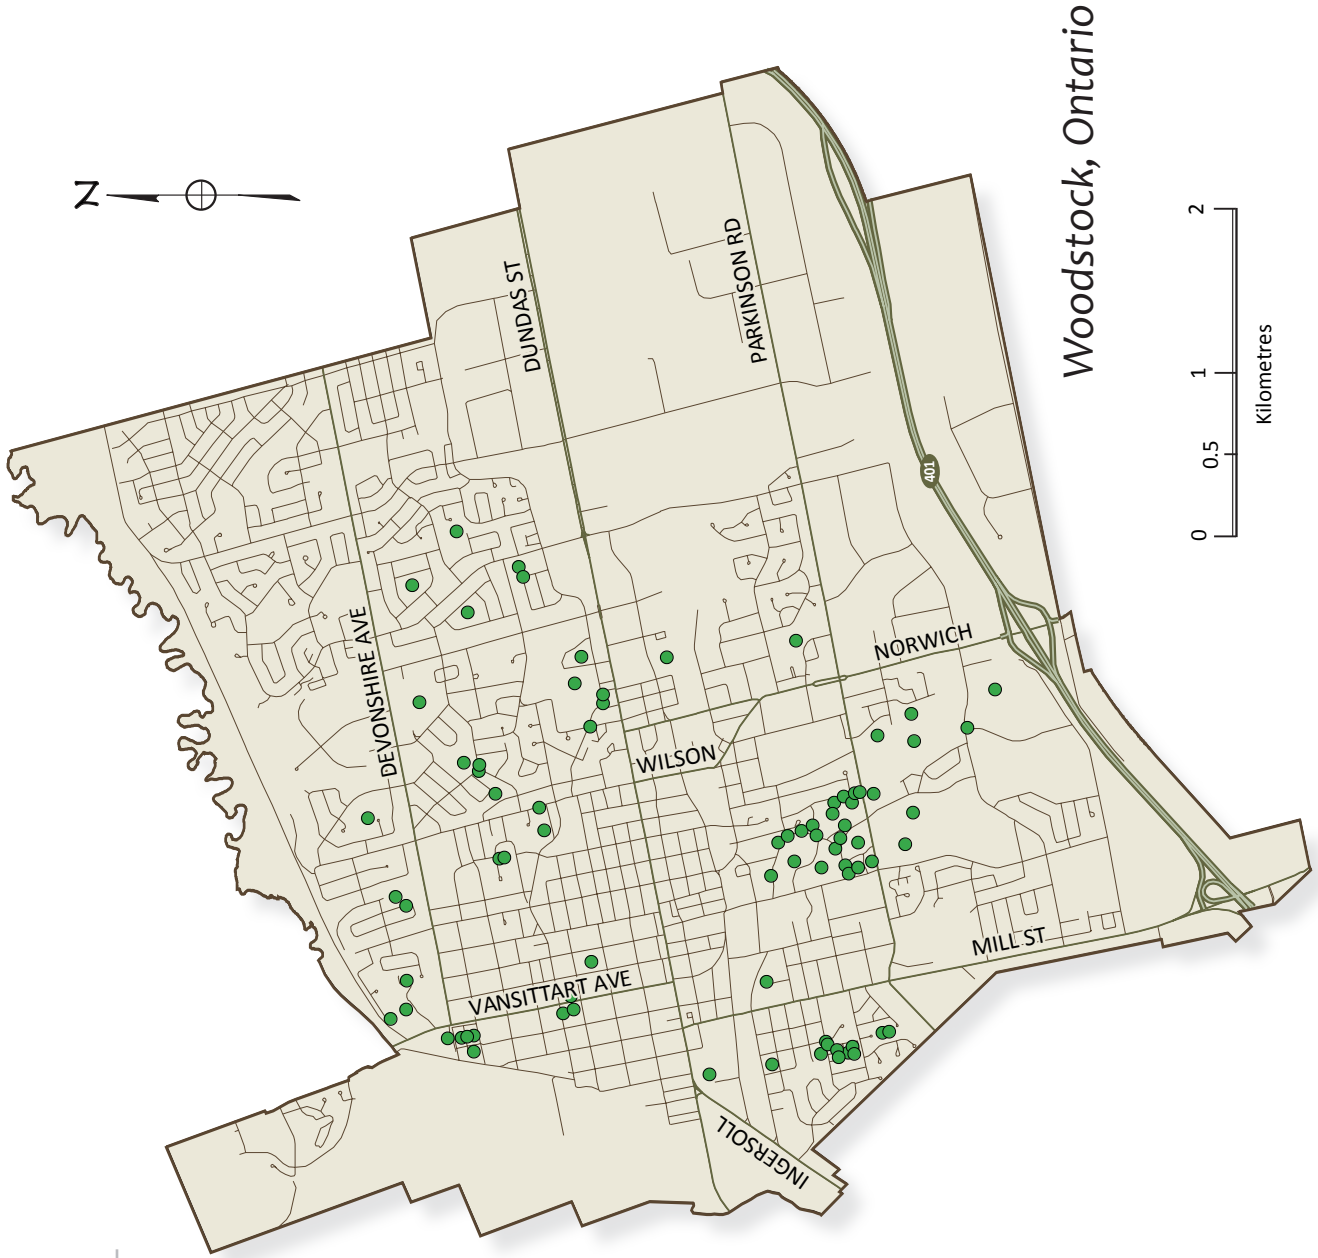 N
DUNDAS ST
PARKINSON RD
DEVONSHIRE AVE
401
NORWICH
WILSON
VANSITTART AVE
MILL ST
INGERSOLL
Woodstock, Ontario
0 0.5 1 2
Kilometres